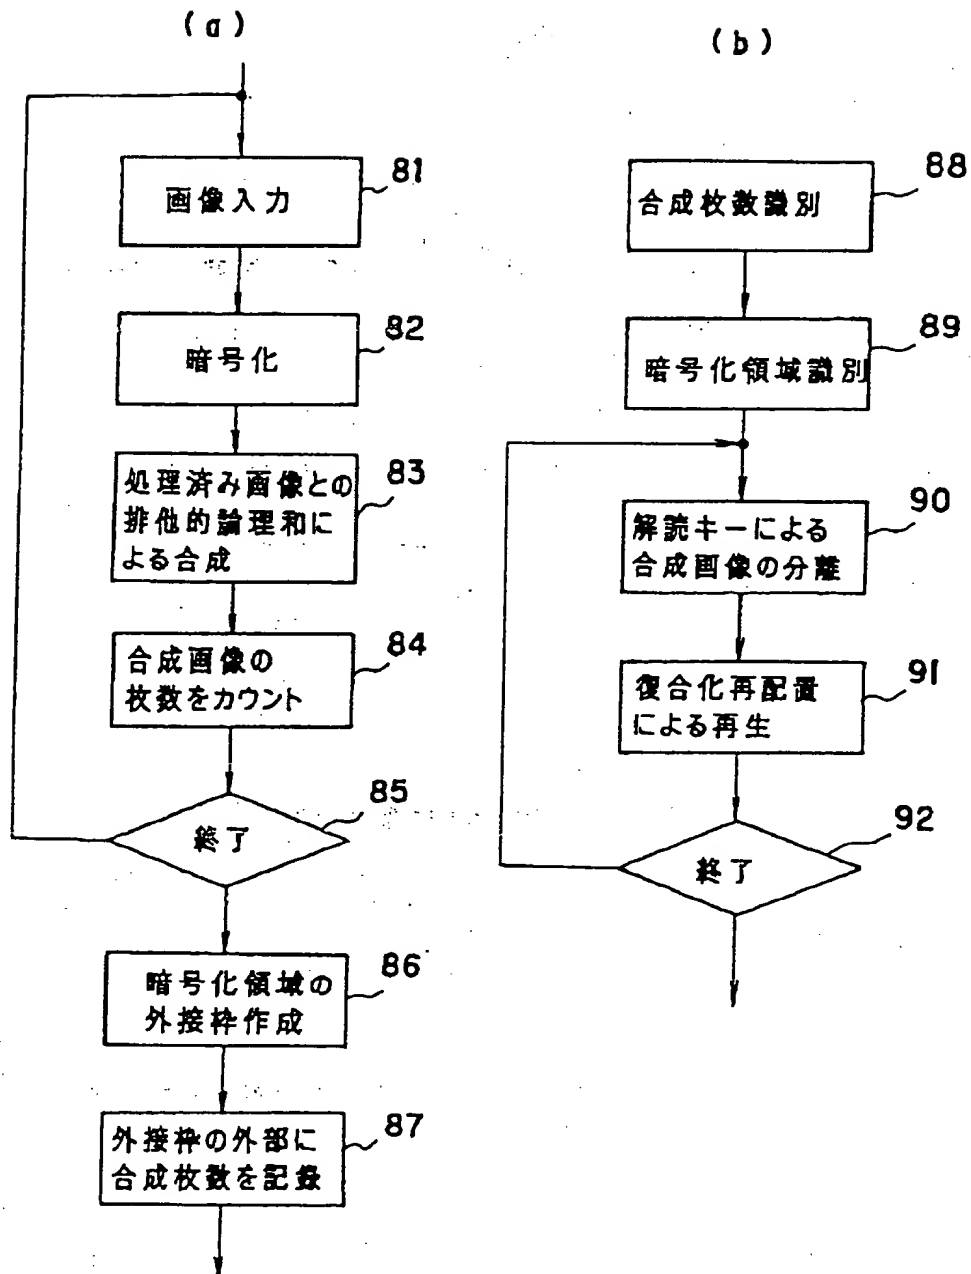 (a)
画像入力
81
暗号化
82
処理済み画像との
排他的論理和に
よる合成
83
合成画像の
枚数をカウント
84
終了
85
暗号化領域の
外接枠作成
86
外接枠の外部に
合成枚数を記録
87
(b)
合成枚数識別
88
暗号化領域識別
89
解読キーによる
合成画像の分離
90
復合化再配置
による再生
91
終了
92